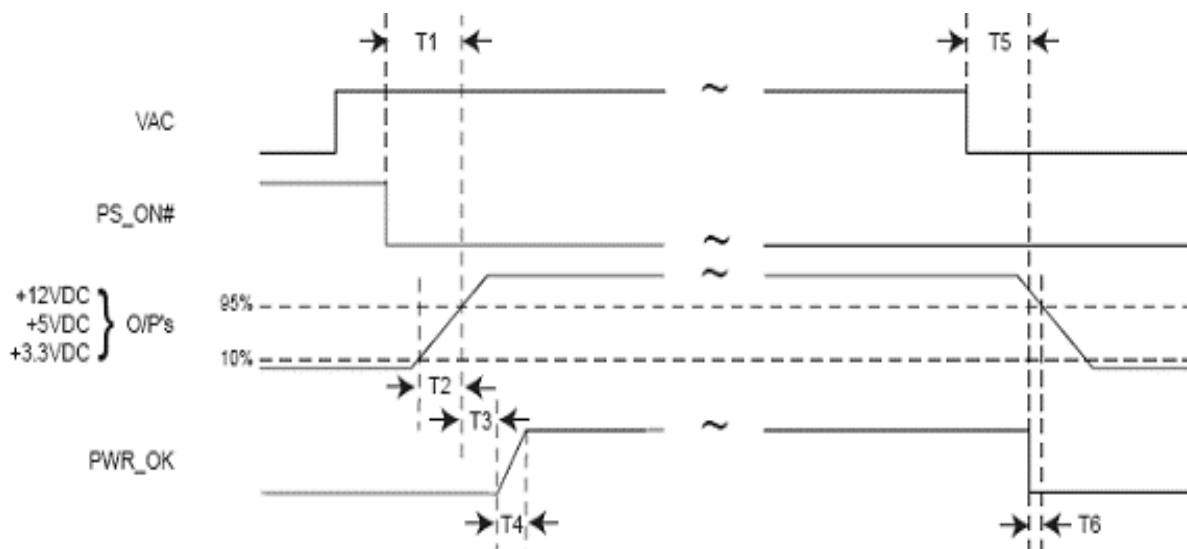 T1
T5
VAC
~
PS_ON#
~
+12VDC
+5VDC
+3.3VDC
} O/P's
95%
~
10%
T2
T3
PWR_OK
~
T4
T6